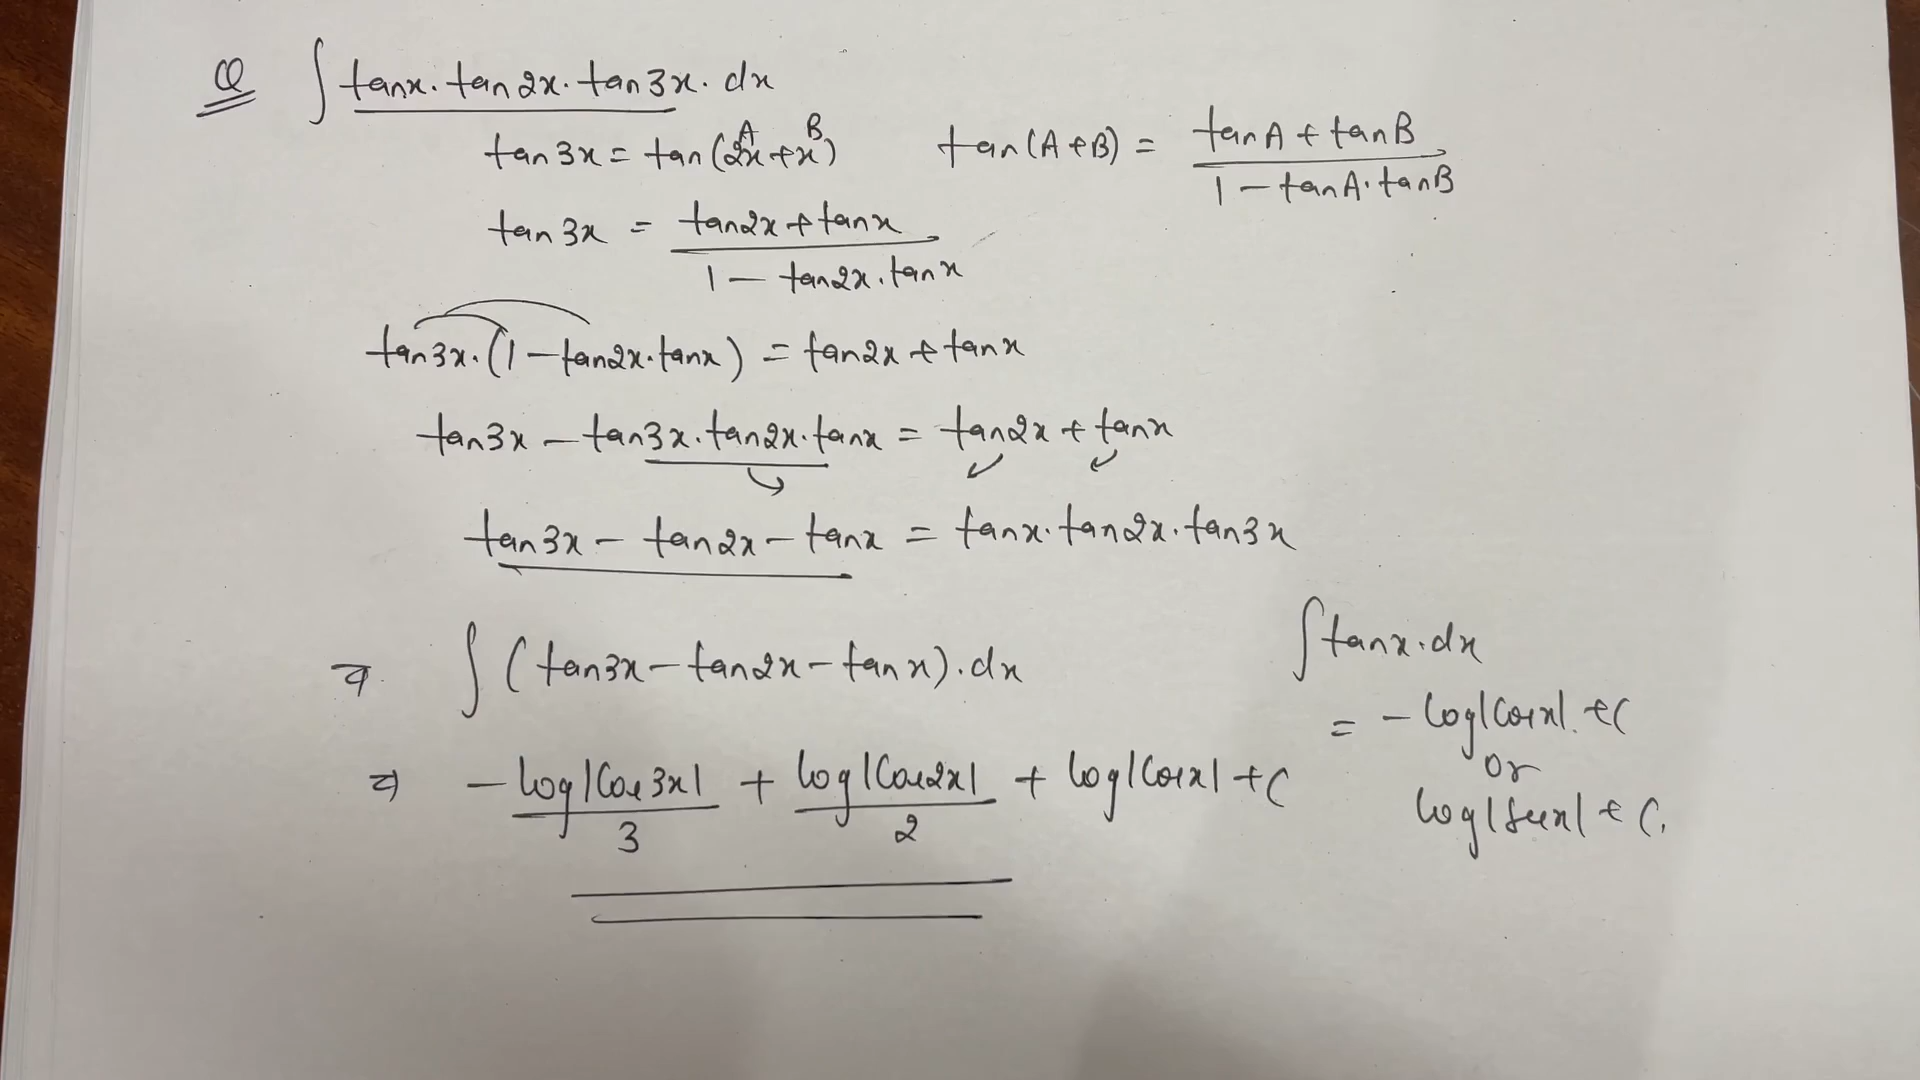 Q ∫ tanx. tan2x. tan3x. dx
tan3x = tan(2x+x) A B
tan(A+B) = (tanA + tanB)/(1 - tanA. tanB)
tan3x = (tan2x + tanx)/(1 - tan2x. tanx)
tan3x. (1 - tan2x. tanx) = tan2x + tanx
tan3x - tan3x. tan2x. tanx = tan2x + tanx
tan3x - tan2x - tanx = tanx. tan2x. tan3x
⇒ ∫ (tan3x - tan2x - tanx). dx
⇒ - log|Cos3x|/3 + log|Cos2x|/2 + log|Cosx| + C
∫ tanx. dx
= - log|Cosx|. + C
or
log|Secx| + C.